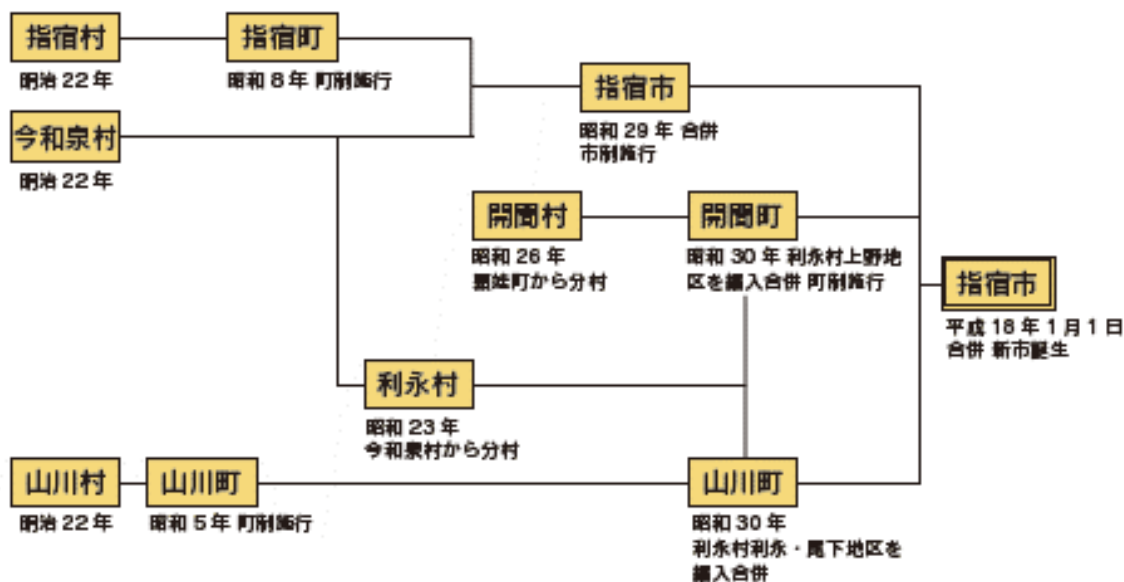 指宿村
明治 22 年
指宿町
昭和 8 年 町制施行
今和泉村
明治 22 年
指宿市
昭和 29 年 合併
市制施行
開聞村
昭和 26 年
頴娃町から分村
開聞町
昭和 30 年 利永村上野地
区を編入合併 町制施行
指宿市
平成 18 年 1 月 1 日
合併 新市誕生
利永村
昭和 23 年
今和泉村から分村
山川村
明治 22 年
山川町
昭和 5 年 町制施行
山川町
昭和 30 年
利永村利永・尾下地区を
編入合併